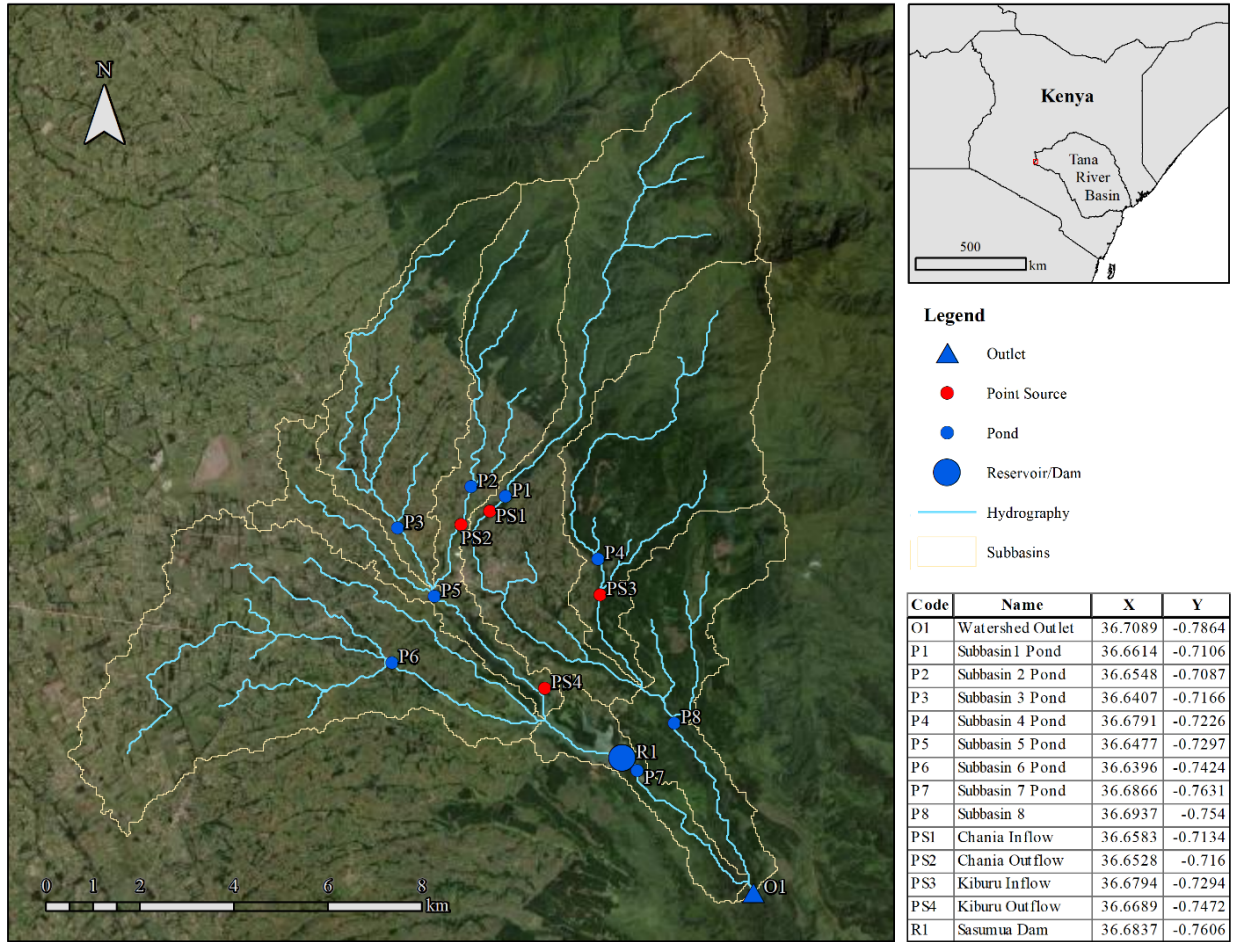 N
P2
P1
PS1
PS2
P3
P4
PS3
P5
P6
PS4
P8
R1
P7
O1
0 1 2 4 6 8
km
Kenya
Tana
River
Basin
500
km
Legend
Outlet
Point Source
Pond
Reservoir/Dam
Hydrography
Subbasins
Code Name X Y
O1 Watershed Outlet 36.7089 -0.7864
P1 Subbasin1 Pond 36.6614 -0.7106
P2 Subbasin 2 Pond 36.6548 -0.7087
P3 Subbasin 3 Pond 36.6407 -0.7166
P4 Subbasin 4 Pond 36.6791 -0.7226
P5 Subbasin 5 Pond 36.6477 -0.7297
P6 Subbasin 6 Pond 36.6396 -0.7424
P7 Subbasin 7 Pond 36.6866 -0.7631
P8 Subbasin 8 36.6937 -0.754
PS1 Chania Inflow 36.6583 -0.7134
PS2 Chania Outflow 36.6528 -0.716
PS3 Kiburu Inflow 36.6794 -0.7294
PS4 Kiburu Outflow 36.6689 -0.7472
R1 Sasumua Dam 36.6837 -0.7606